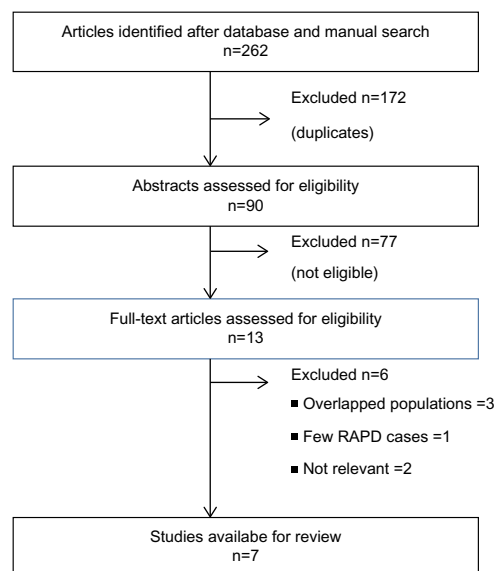 Articles identified after database and manual search
n=262
Excluded n=172
(duplicates)
Abstracts assessed for eligibility
n=90
Excluded n=77
(not eligible)
Full-text articles assessed for eligibility
n=13
Excluded n=6
■ Overlapped populations =3
■ Few RAPD cases =1
■ Not relevant =2
Studies availabe for review
n=7